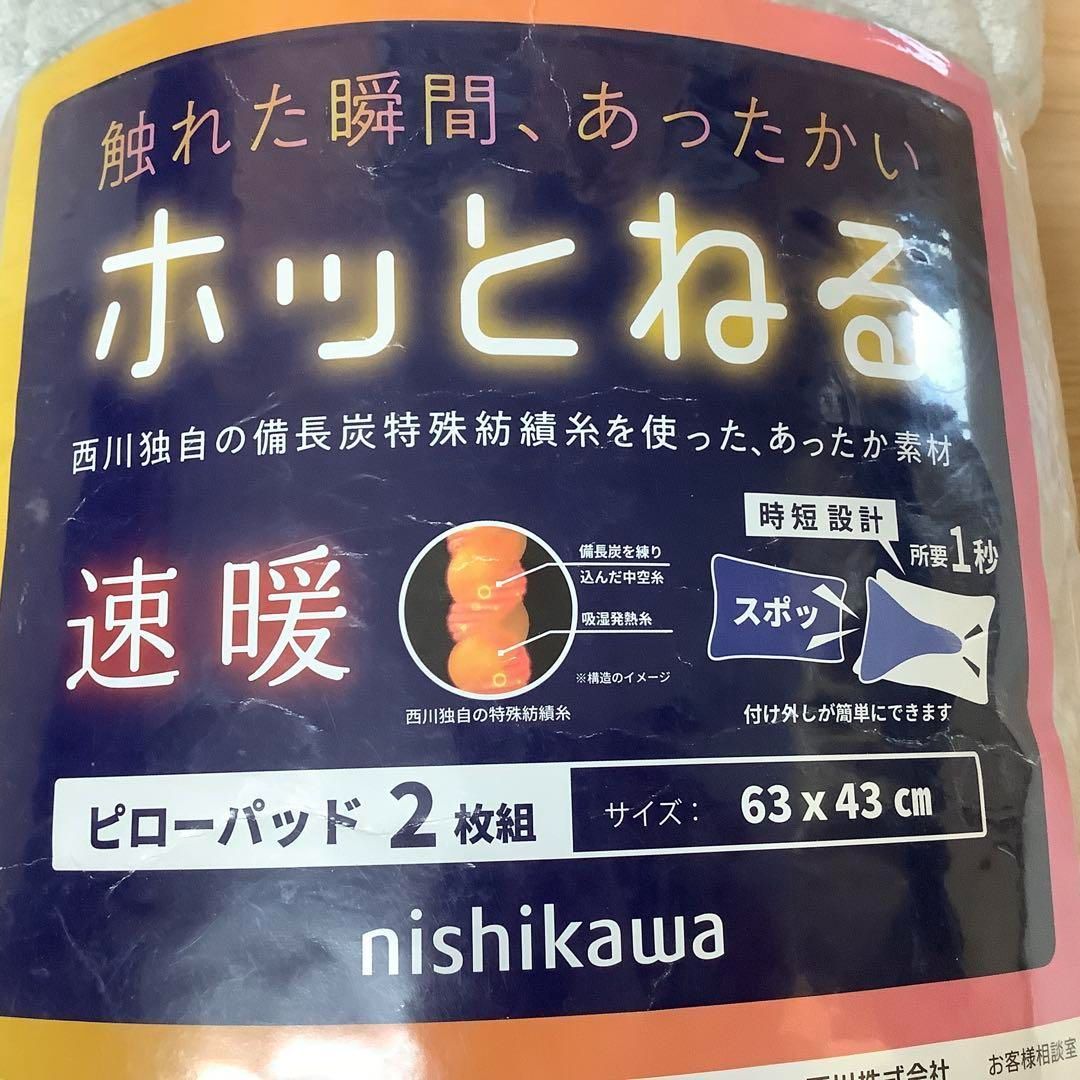 触れた瞬間、あったかい
ホッとねる
西川独自の備長炭特殊紡績糸を使った、あったか素材
速暖
備長炭を練り
込んだ中空糸
吸湿発熱糸
※構造のイメージ
西川独自の特殊紡績糸
時短設計
所要1秒
スポッ
付け外しが簡単にできます
ピローパッド 2枚組
サイズ： 63 x 43 ㎝
nishikawa
川株式会社
お客様相談室